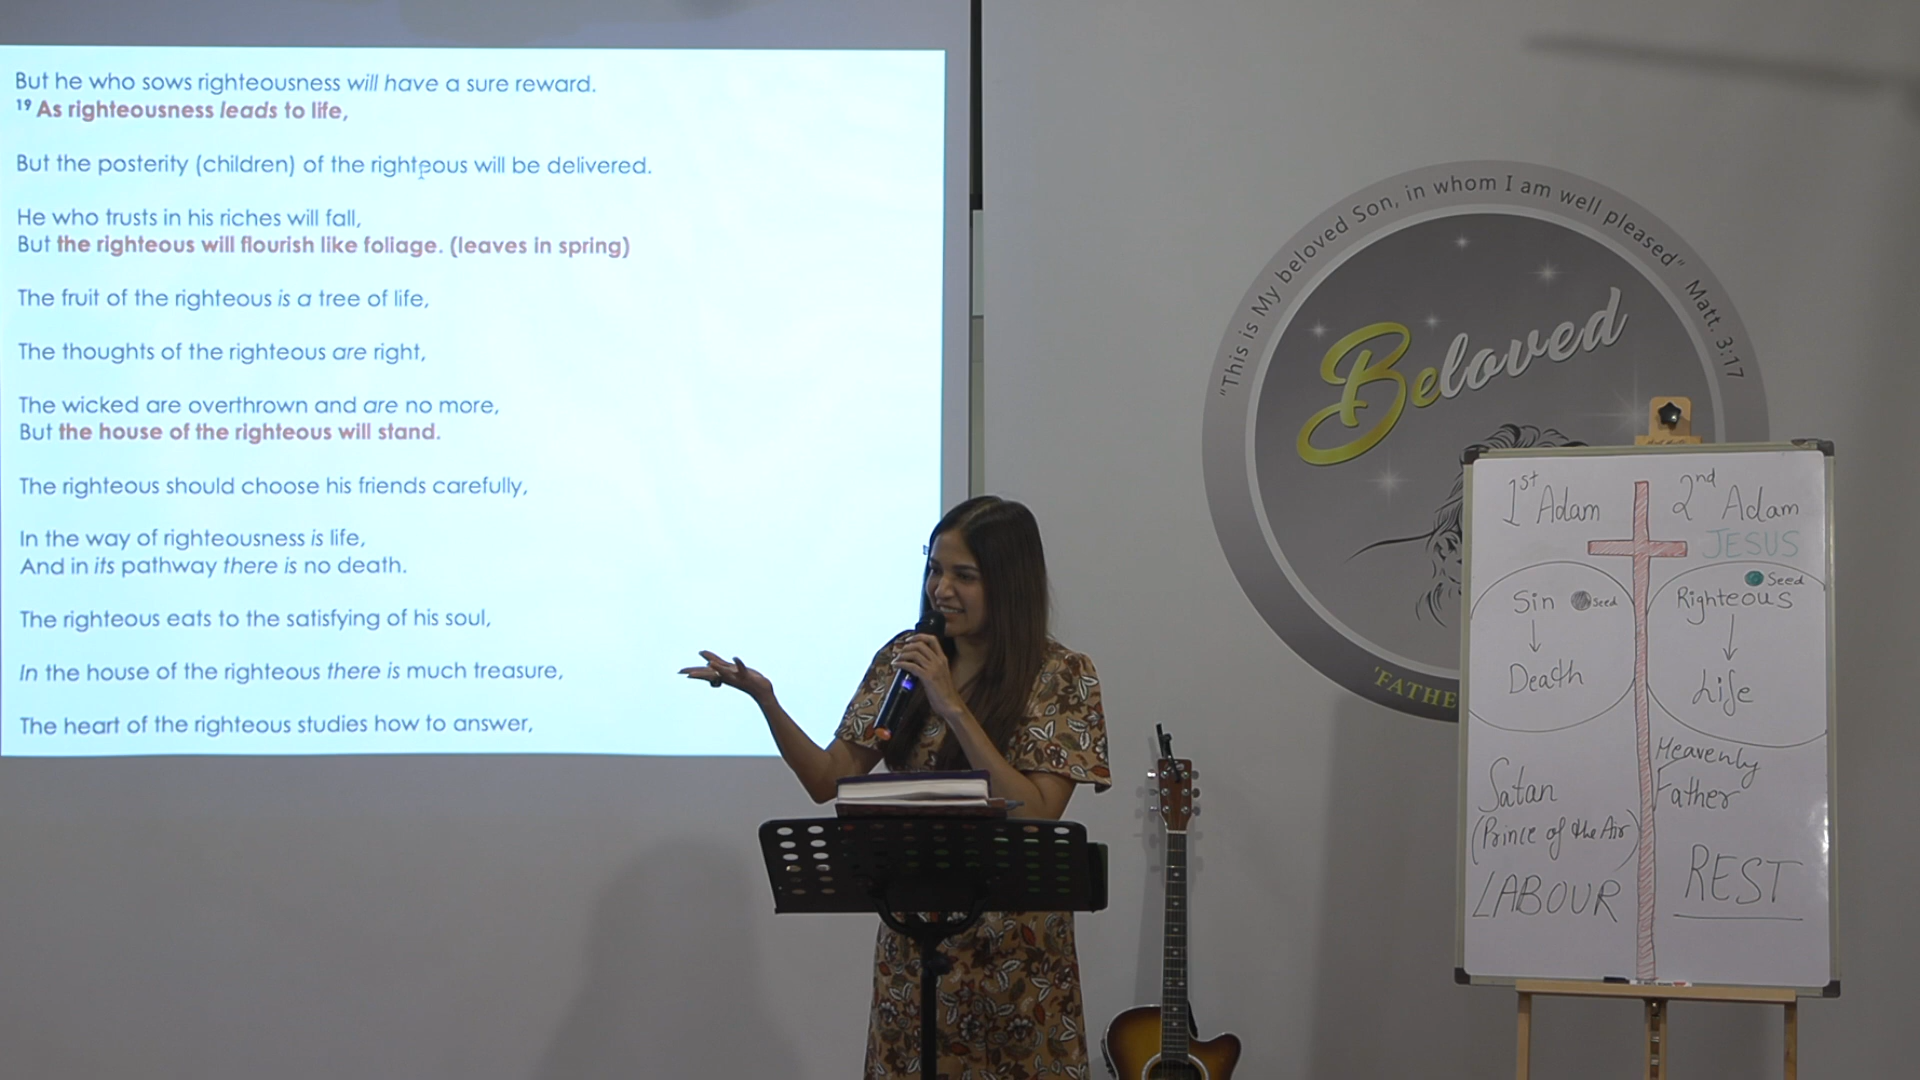 But he who sows righteousness will have a sure reward.
19 As righteousness leads to life,
But the posterity (children) of the righteous will be delivered.
He who trusts in his riches will fall,
But the righteous will flourish like foliage. (leaves in spring)
The fruit of the righteous is a tree of life,
The thoughts of the righteous are right,
The wicked are overthrown and are no more,
But the house of the righteous will stand.
The righteous should choose his friends carefully,
In the way of righteousness is life,
And in its pathway there is no death.
The righteous eats to the satisfying of his soul,
In the house of the righteous there is much treasure,
The heart of the righteous studies how to answer,
"This is My beloved Son, in whom I am well pleased" Matt. 3:17
Beloved
1st Adam
Sin Seed
Death
Satan
(Prince of the Air)
LABOUR
2nd Adam
JESUS
Seed
Righteous
Life
Heavenly
Father
REST